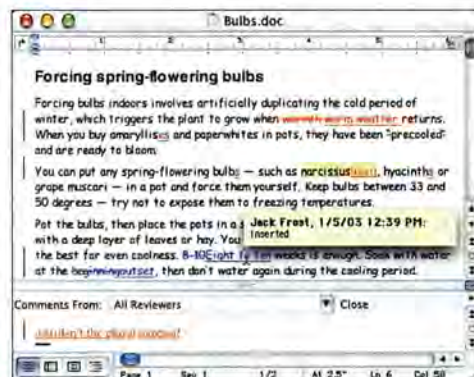 Bulbs.doc
Forcing spring-flowering bulbs
Forcing bulbs indoors involves artificially duplicating the cold period of
winter, which triggers the plant to grow when warmth warm weather returns.
When you buy amaryllises and paperwhites in pots, they have been "precooled"
and are ready to bloom.
You can put any spring-flowering bulbs — such as narcissus, hyacinths or
grape muscari — in a pot and force them yourself. Keep bulbs between 33 and
50 degrees — try not to expose them to freezing temperatures.
Pot the bulbs, then place the pots in a
Jack Frost, 1/5/03 12:39 PM:
Inserted
with a deep layer of leaves or hay. You
the best for even coolness. 8-10Eight to ten weeks is enough. Soak with water
at the beginningoutset, then don't water again during the cooling period.
Comments From: All Reviewers Close
the plural
Page 1 Sec 1 1/2 At 2.5" Ln 6 Col 50